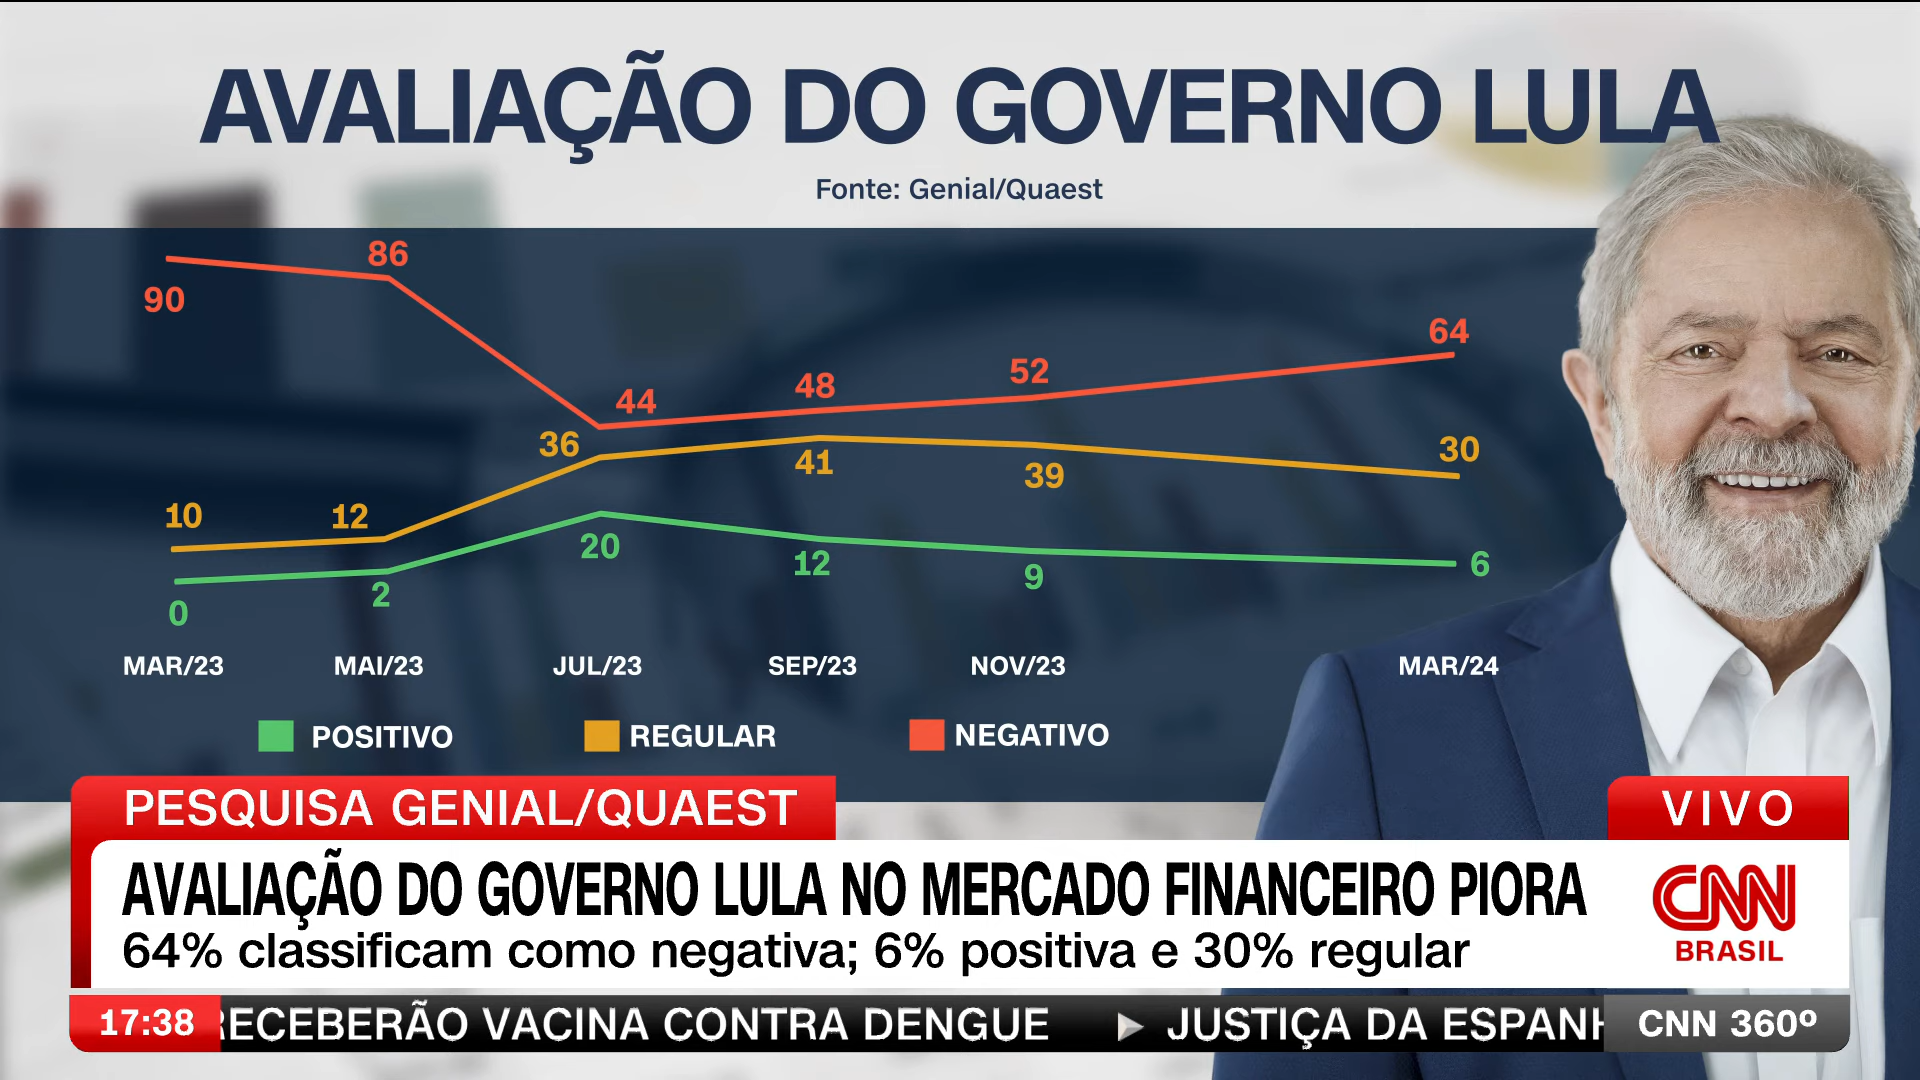 AVALIAÇÃO DO GOVERNO LULA
Fonte: Genial/Quaest
90 86 44 48 52 64
10 12 36 41 39 30
0 2 20 12 9 6
MAR/23 MAI/23 JUL/23 SEP/23 NOV/23 MAR/24
POSITIVO REGULAR NEGATIVO
PESQUISA GENIAL/QUAEST
VIVO
AVALIAÇÃO DO GOVERNO LULA NO MERCADO FINANCEIRO PIORA
64% classificam como negativa; 6% positiva e 30% regular
CNN
BRASIL
17:38 RECEBERÃO VACINA CONTRA DENGUE JUSTIÇA DA ESPANH CNN 360º